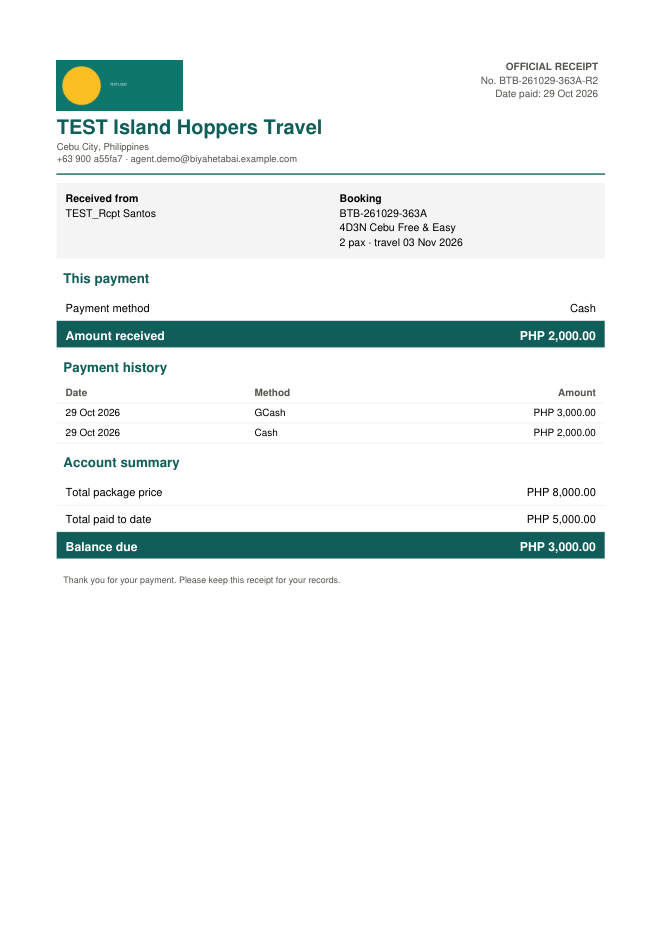 TEST LOGO
OFFICIAL RECEIPT
No. BTB-261029-363A-R2
Date paid: 29 Oct 2026
TEST Island Hoppers Travel
Cebu City, Philippines
+63 900 a55fa7 · agent.demo@biyahetabai.example.com
Received from
TEST_Rcpt Santos
Booking
BTB-261029-363A
4D3N Cebu Free & Easy
2 pax · travel 03 Nov 2026
This payment
Payment method Cash
Amount received PHP 2,000.00
Payment history
Date Method Amount
29 Oct 2026 GCash PHP 3,000.00
29 Oct 2026 Cash PHP 2,000.00
Account summary
Total package price PHP 8,000.00
Total paid to date PHP 5,000.00
Balance due PHP 3,000.00
Thank you for your payment. Please keep this receipt for your records.